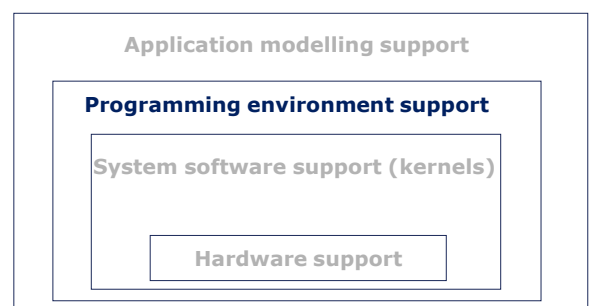 Application modelling support
Programming environment support
System software support (kernels)
Hardware support